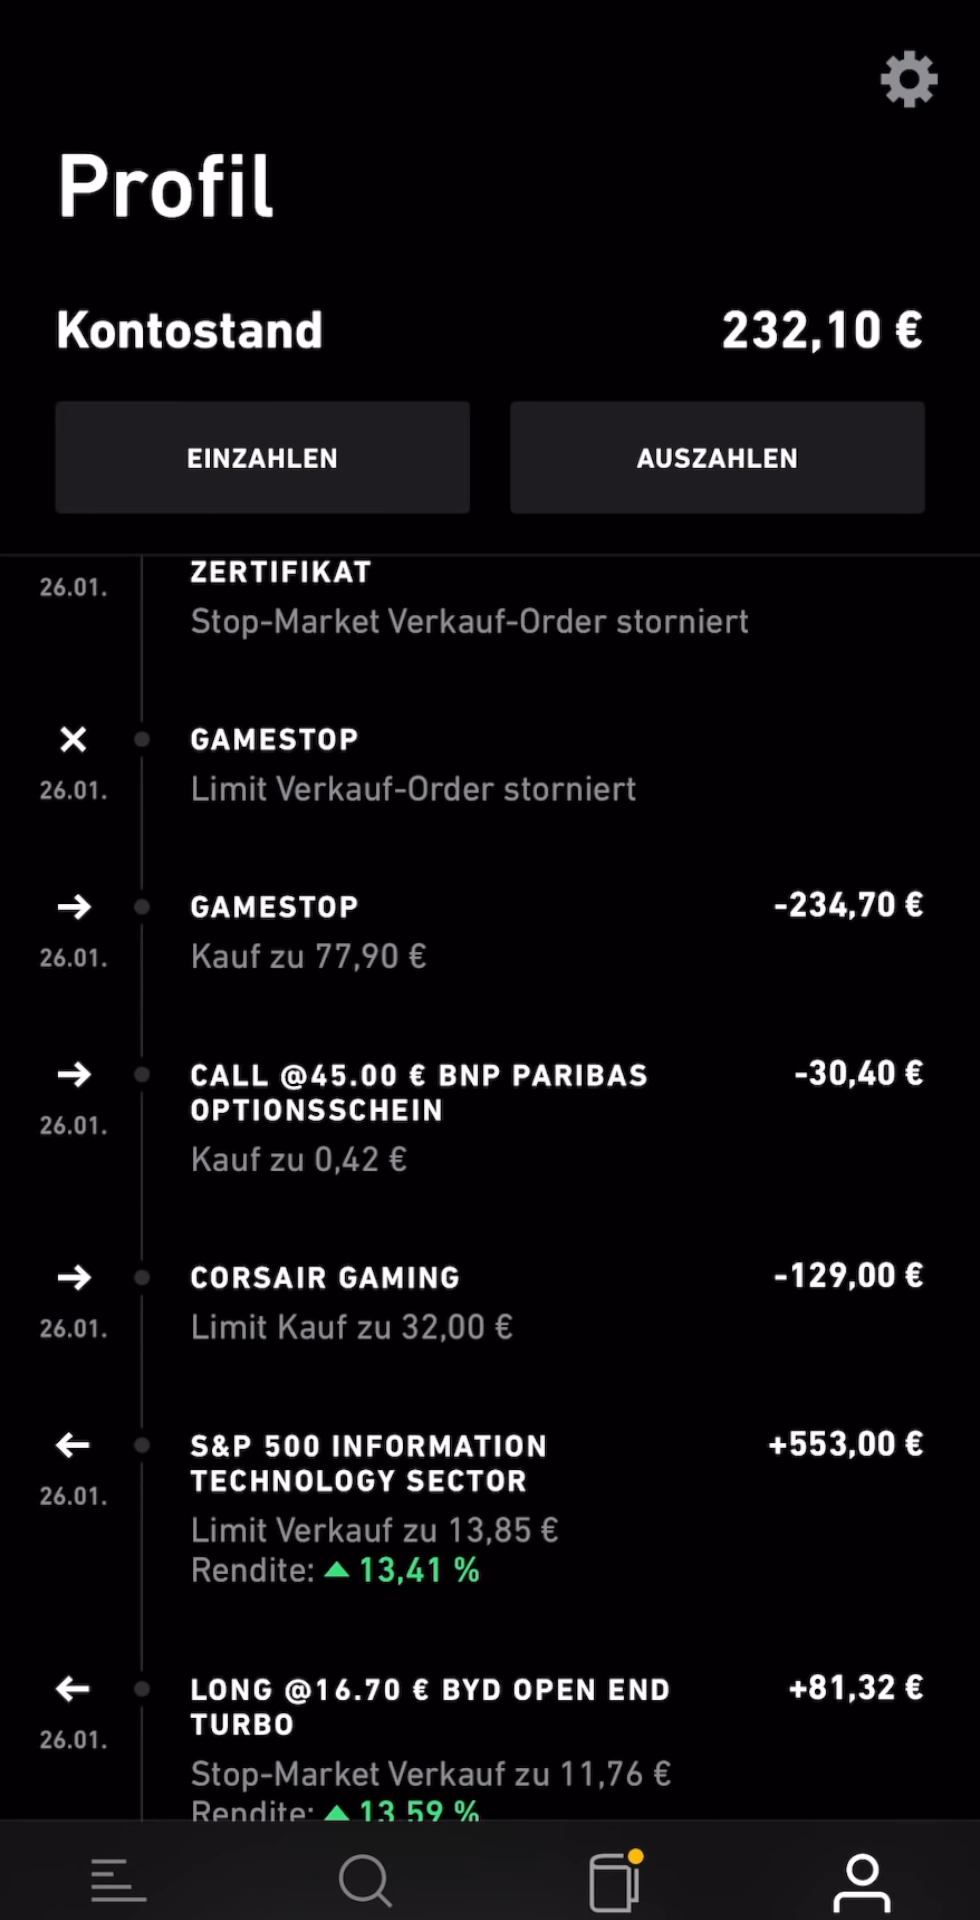 Profil
Kontostand 232,10 €
EINZAHLEN AUSZAHLEN
ZERTIFIKAT
26.01.
Stop-Market Verkauf-Order storniert
GAMESTOP
26.01. Limit Verkauf-Order storniert
GAMESTOP -234,70 €
26.01. Kauf zu 77,90 €
CALL @45.00 € BNP PARIBAS -30,40 €
OPTIONSSCHEIN
26.01.
Kauf zu 0,42 €
CORSAIR GAMING -129,00 €
26.01. Limit Kauf zu 32,00 €
S&P 500 INFORMATION +553,00 €
TECHNOLOGY SECTOR
26.01.
Limit Verkauf zu 13,85 €
Rendite: 13,41 %
LONG @16.70 € BYD OPEN END +81,32 €
TURBO
26.01.
Stop-Market Verkauf zu 11,76 €
Rendite: 13,59 %